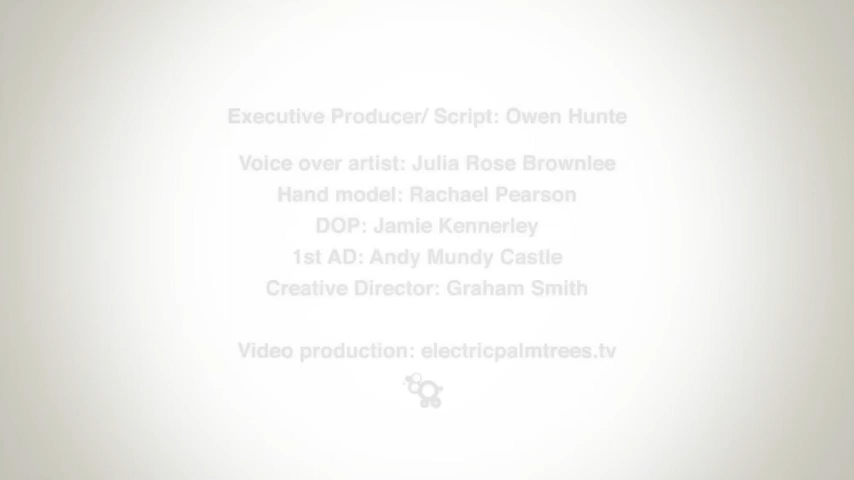 Executive Producer/ Script: Owen Hunte
Voice over artist: Julia Rose Brownlee
Hand model: Rachael Pearson
DOP: Jamie Kennerley
1st AD: Andy Mundy Castle
Creative Director: Graham Smith
Video production: electricpalmtrees.tv